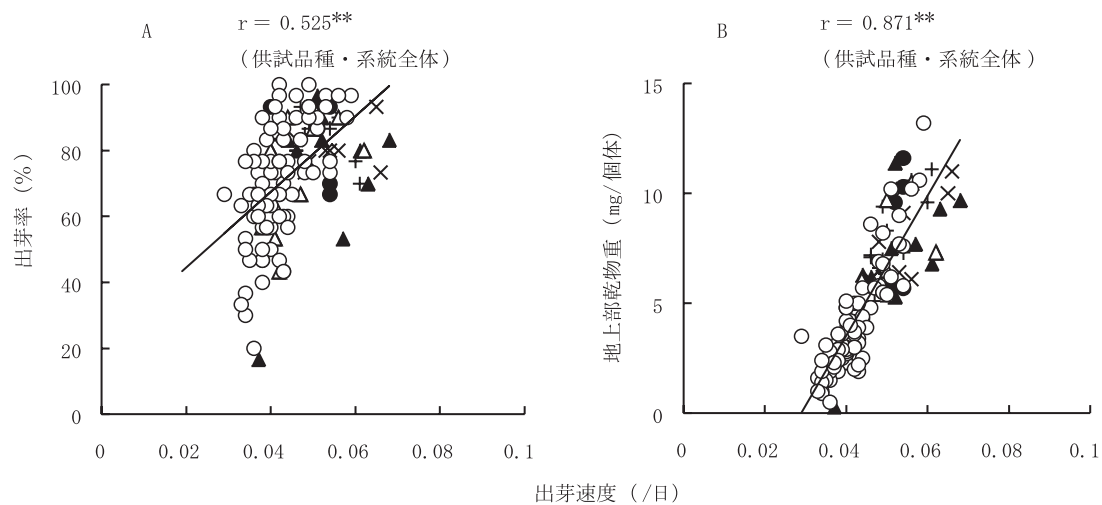 A
r = 0.525**
(供試品種・系統全体)
出芽率 (%)
100
80
60
40
20
0
0 0.02 0.04 0.06 0.08 0.1
B
r = 0.871**
(供試品種・系統全体 )
地上部乾物重 (mg/個体)
15
10
5
0
0 0.02 0.04 0.06 0.08 0.1
出芽速度 (/日)